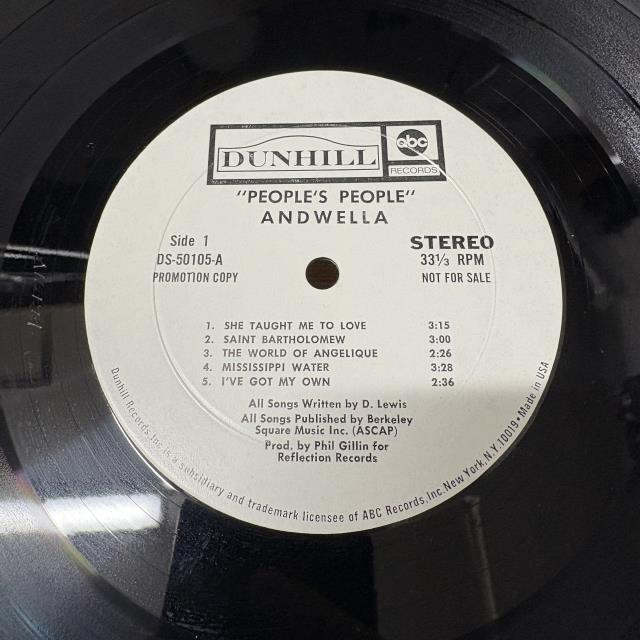 DUNHILL
abc
RECORDS
"PEOPLE'S PEOPLE"
ANDWELLA
Side 1
DS-50105-A
PROMOTION COPY
STEREO
33⅓ RPM
NOT FOR SALE
1. SHE TAUGHT ME TO LOVE 3:15
2. SAINT BARTHOLOMEW 3:00
3. THE WORLD OF ANGELIQUE 2:26
4. MISSISSIPPI WATER 3:28
5. I'VE GOT MY OWN 2:36
All Songs Written by D. Lewis
All Songs Published by Berkeley
Square Music Inc. (ASCAP)
Prod. by Phil Gillin for
Reflection Records
Dunhill Records Inc. is a subsidiary and trademark licensee of ABC Records, Inc. New York, N.Y. 10019 • Made in USA